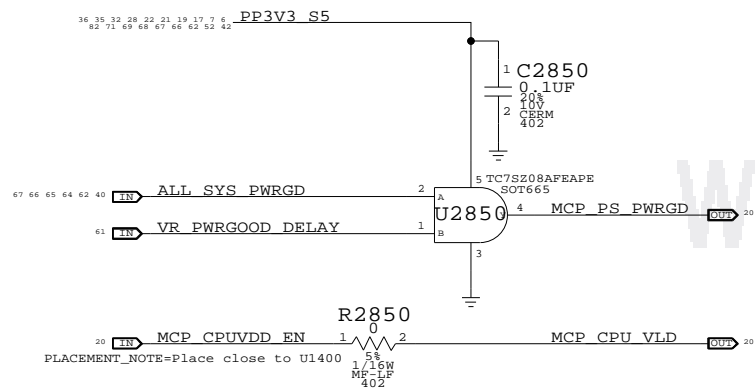 36 35 32 28 22 21 19 17 7 6
82 71 69 68 67 66 62 52 42
PP3V3_S5
1
C2850
0.1UF
20%
10V
2
CERM
402
5
TC7SZ08AFEAPE
SOT665
67 66 65 64 62 40
IN
ALL_SYS_PWRGD
2
A
U2850
Y
4
MCP_PS_PWRGD
OUT
20
61
IN
VR_PWRGOOD_DELAY
1
B
3
R2850
0
20
IN
MCP_CPUVDD_EN
1
2
MCP_CPU_VLD
OUT
20
PLACEMENT_NOTE=Place close to U1400
5%
1/16W
MF-LF
402
W